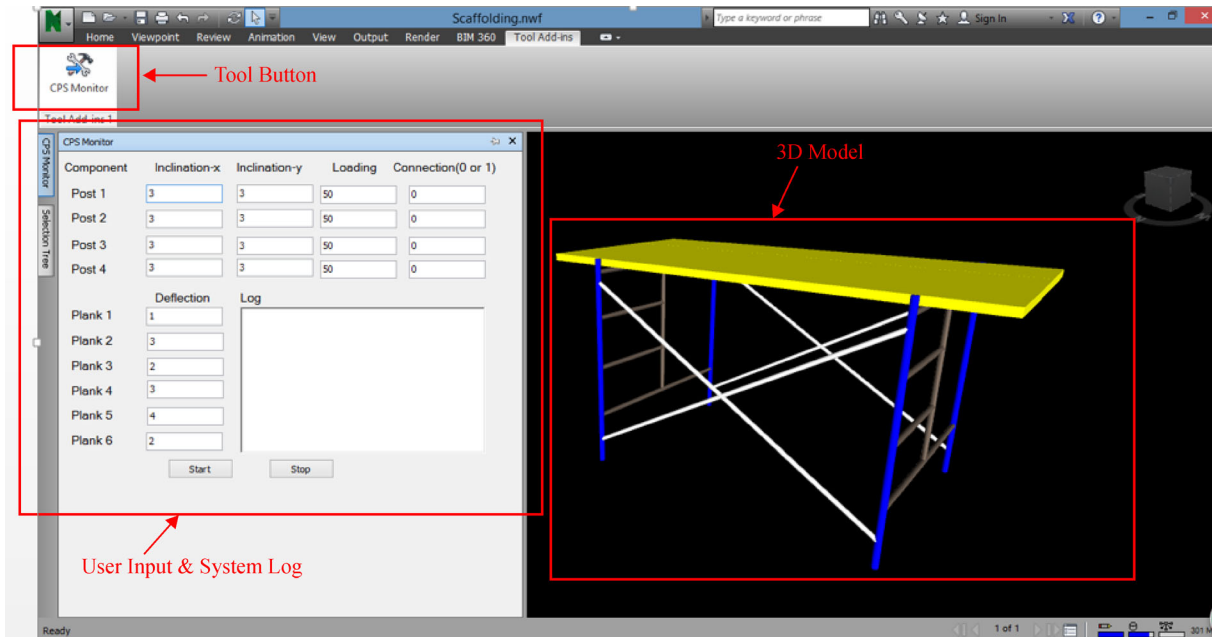 Scaffolding.nwf
Type a keyword or phrase
Sign In
Home Viewpoint Review Animation View Output Render BIM 360 Tool Add-ins
CPS Monitor
Tool Button
Tool Add-ins 1
CPS Monitor
Selection Tree
CPS Monitor
Component Inclination-x Inclination-y Loading Connection(0 or 1)
Post 1 3 3 50 0
Post 2 3 3 50 0
Post 3 3 3 50 0
Post 4 3 3 50 0
Deflection Log
Plank 1 1
Plank 2 3
Plank 3 2
Plank 4 3
Plank 5 4
Plank 6 2
Start Stop
User Input & System Log
3D Model
Ready
1 of 1
301 M